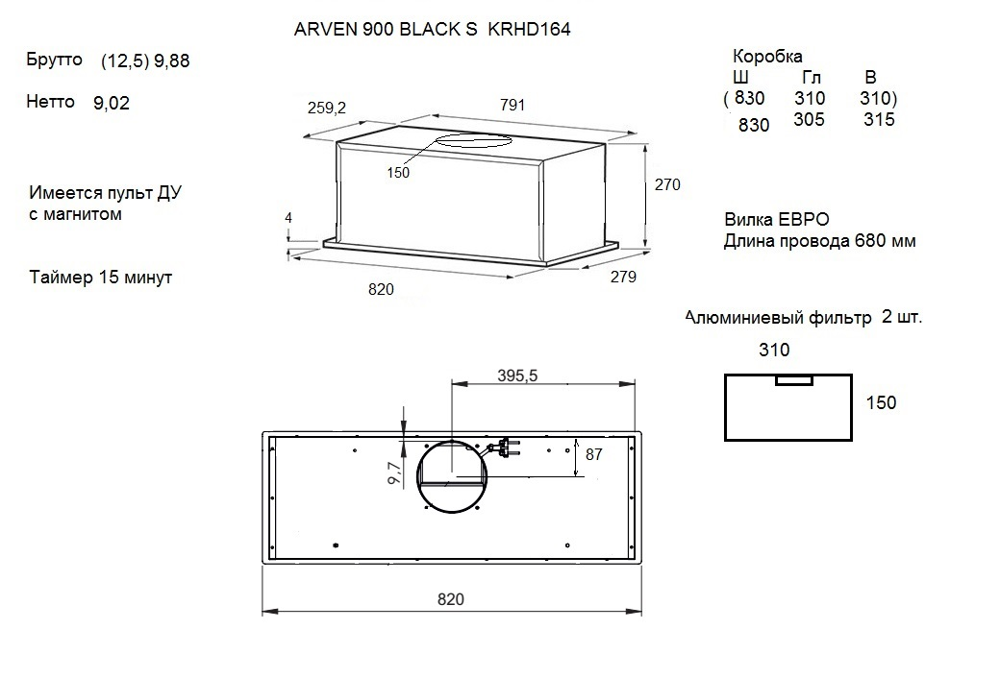 ARVEN 900 BLACK S KRHD164
Брутто (12,5) 9,88
Нетто 9,02
Коробка
Ш Гл В
( 830 310 310)
830 305 315
259,2
791
150
270
4
820
279
Имеется пульт ДУ
с магнитом
Таймер 15 минут
Вилка ЕВРО
Длина провода 680 мм
Алюминиевый фильтр 2 шт.
310
150
395,5
9,7
87
820